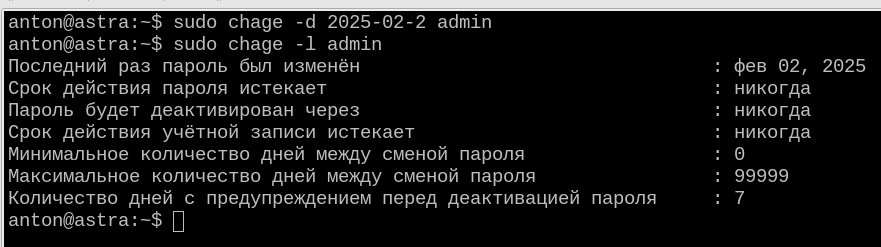 anton@astra:~$ sudo chage -d 2025-02-2 admin
anton@astra:~$ sudo chage -l admin
Последний раз пароль был изменён : фев 02, 2025
Срок действия пароля истекает : никогда
Пароль будет деактивирован через : никогда
Срок действия учётной записи истекает : никогда
Минимальное количество дней между сменой пароля : 0
Максимальное количество дней между сменой пароля : 99999
Количество дней с предупреждением перед деактивацией пароля : 7
anton@astra:~$